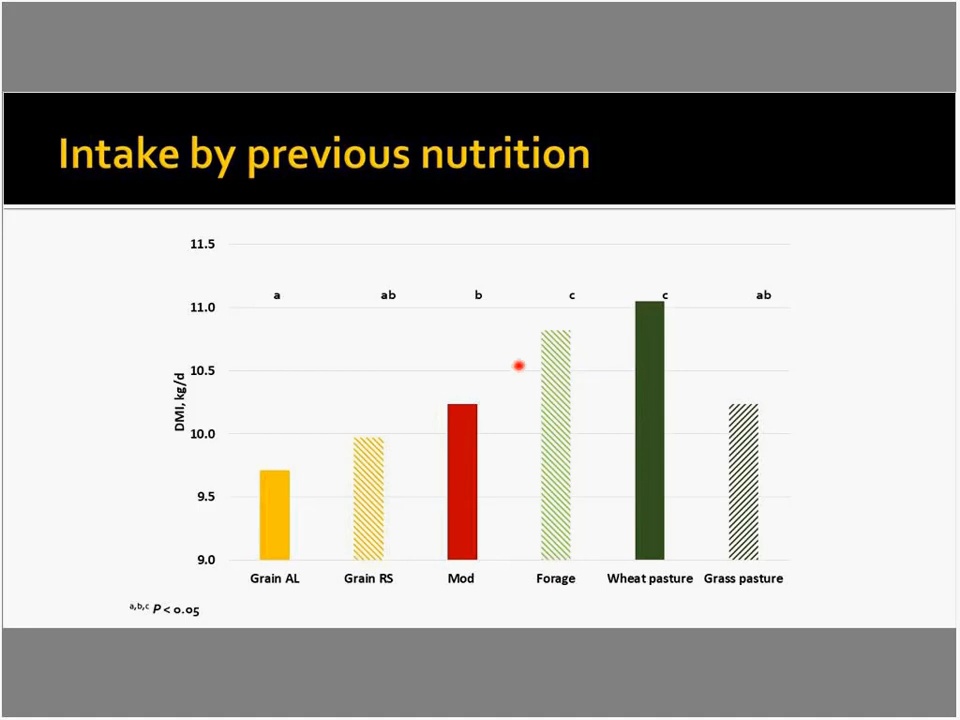 Intake by previous nutrition
11.5
a ab b c c ab
11.0
10.5
DMI, kg/d
10.0
9.5
9.0
Grain AL Grain RS Mod Forage Wheat pasture Grass pasture
a,b,c P < 0.05